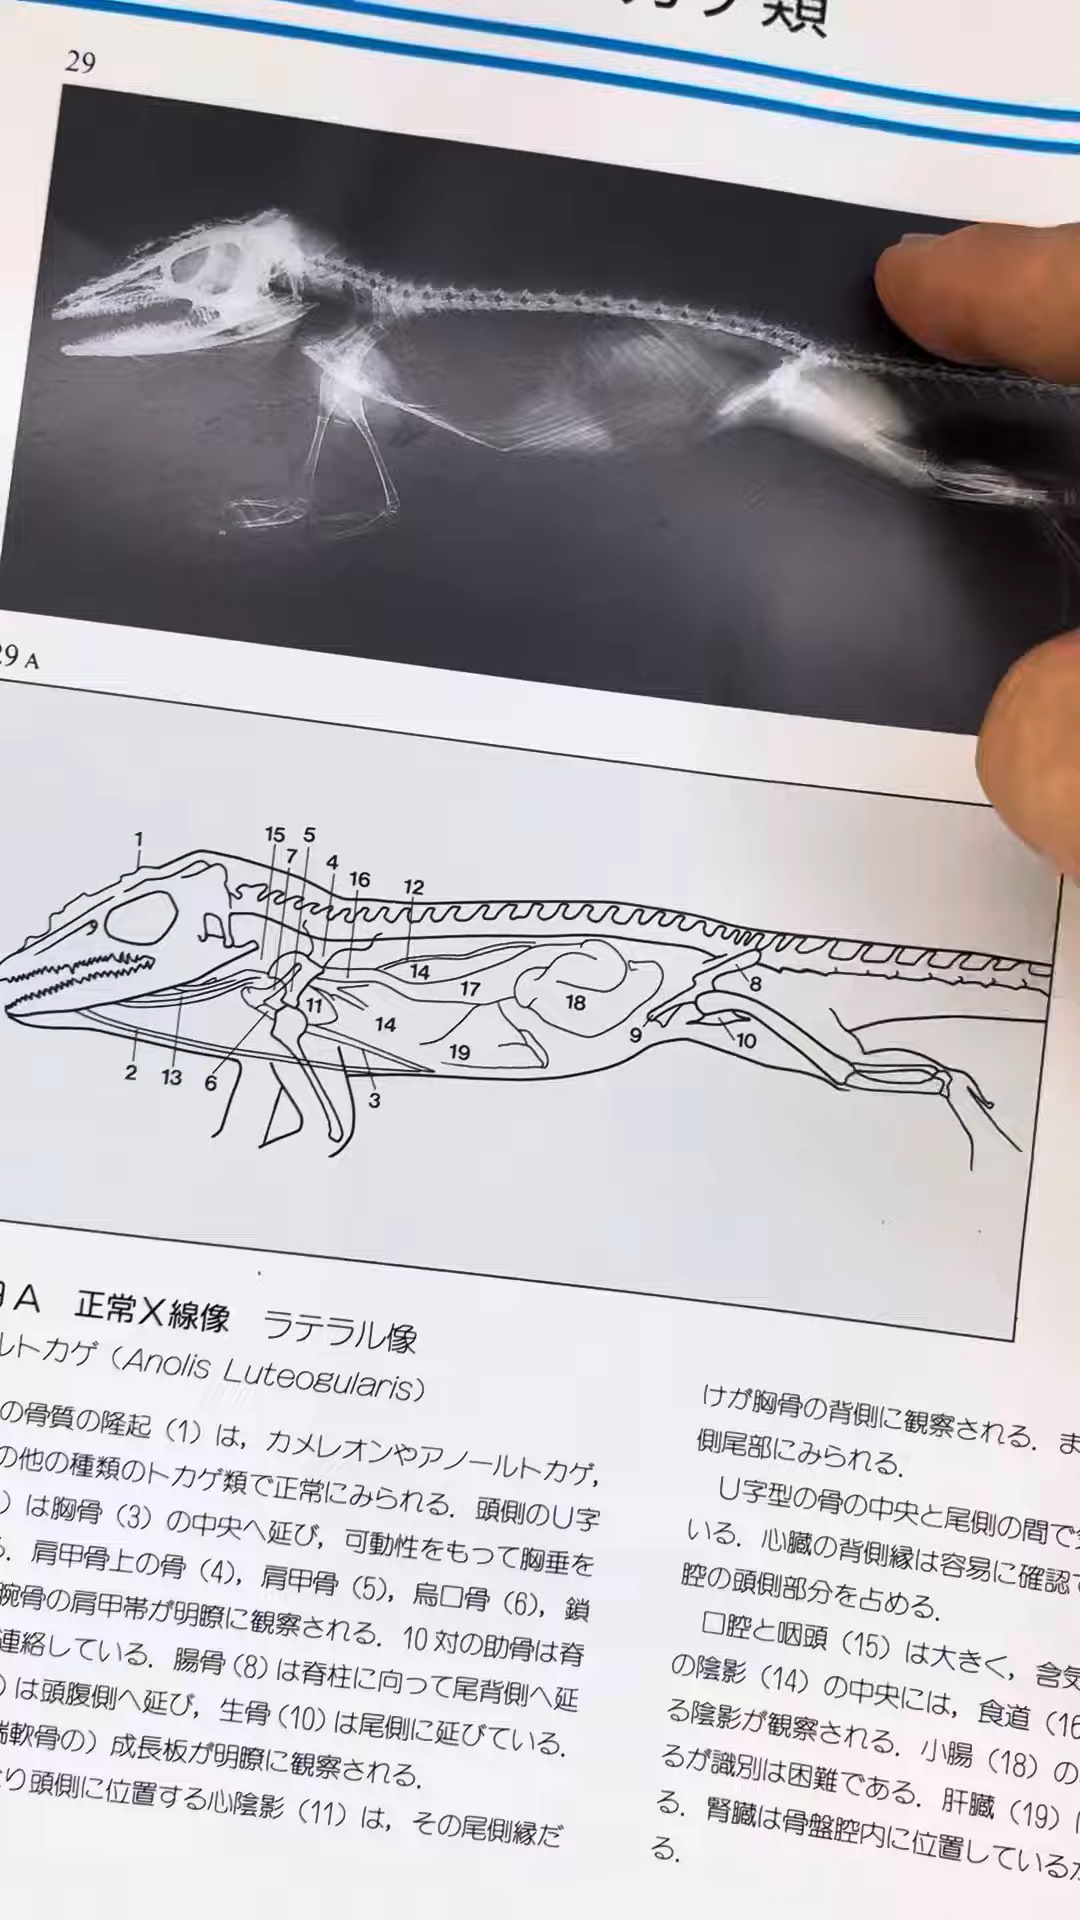 カゲ類
29
29 A
1
15 5
7
4
16
12
14
17
18
8
11
14
9
10
19
2
13
6
3
9 A 正常X線像 ラテラル像
ルトカゲ（Anolis Luteogularis）
の骨質の隆起（1）は，カメレオンやアノールトカゲ，
の他の種類のトカゲ類で正常にみられる．頭側のU字
）は胸骨（3）の中央へ延び，可動性をもって胸垂を
．肩甲骨上の骨（4），肩甲骨（5），烏口骨（6），鎖
腕骨の肩甲帯が明瞭に観察される．10対の助骨は脊
連絡している．腸骨（8）は脊柱に向って尾背側へ延
）は頭腹側へ延び，生骨（10）は尾側に延びている．
端軟骨の）成長板が明瞭に観察される．
り頭側に位置する心陰影（11）は，その尾側縁だ
けが胸骨の背側に観察される．ま
側尾部にみられる．
U字型の骨の中央と尾側の間で
いる．心臓の背側縁は容易に確認
腔の頭側部分を占める．
口腔と咽頭（15）は大きく，含気
の陰影（14）の中央には，食道（16
る陰影が観察される．小腸（18）の
るが識別は困難である．肝臓（19）
る．腎臓は骨盤腔内に位置しているが
る．